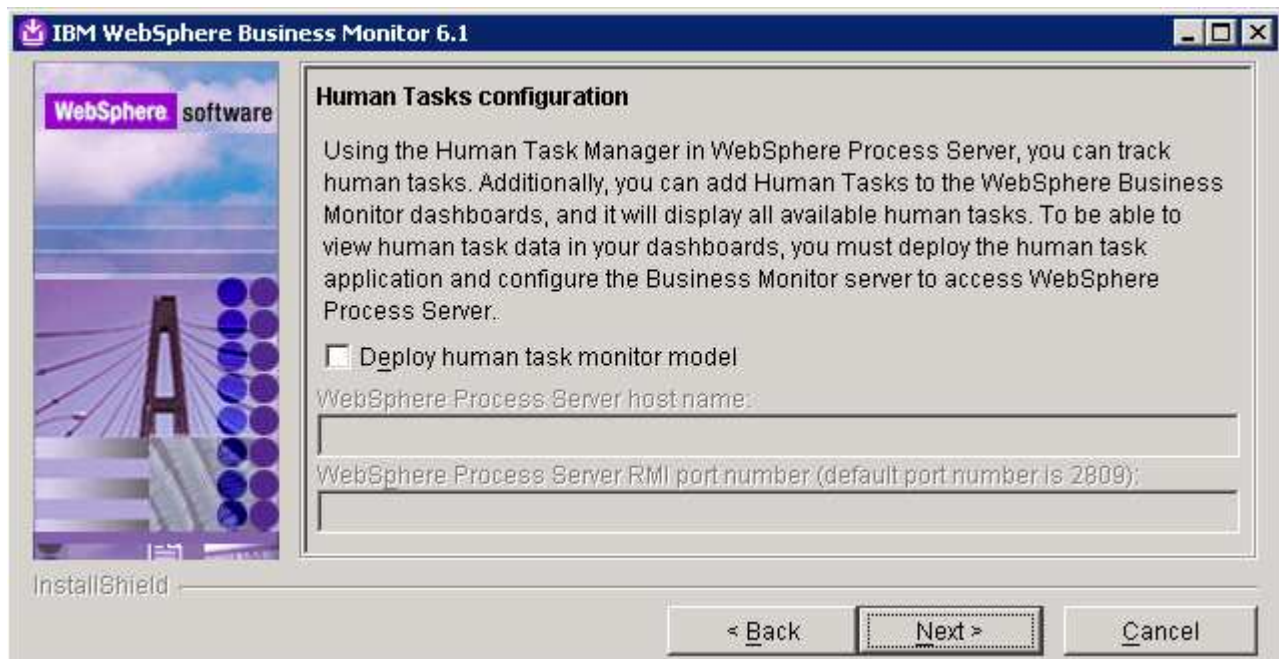 IBM WebSphere Business Monitor 6.1
WebSphere. software
Human Tasks configuration
Using the Human Task Manager in WebSphere Process Server, you can track
human tasks. Additionally, you can add Human Tasks to the WebSphere Business
Monitor dashboards, and it will display all available human tasks. To be able to
view human task data in your dashboards, you must deploy the human task
application and configure the Business Monitor server to access WebSphere
Process Server.
Deploy human task monitor model
WebSphere Process Server host name:
WebSphere Process Server RMI port number (default port number is 2809):
InstallShield
< Back
Next >
Cancel